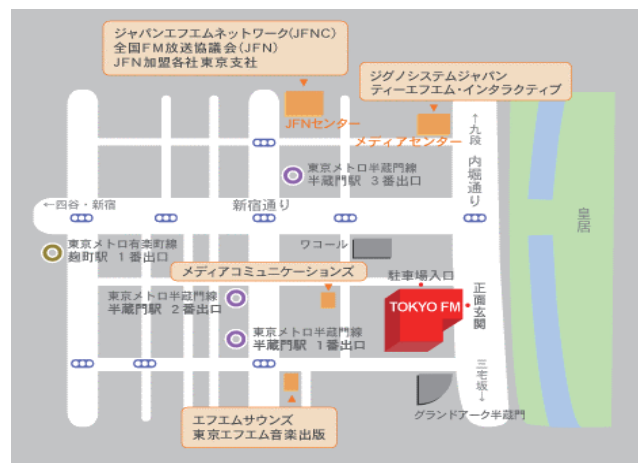 ジャパンエフエムネットワーク(JFNC)
全国FM放送協議会(JFN)
JFN加盟各社東京支社
ジグノシステムジャパン
ティーエフエム・インタラクティブ
JFNセンター
メディアセンター
←九段
内堀通り
東京メトロ半蔵門線
半蔵門駅 3番出口
←四谷・新宿
新宿通り
皇居
東京メトロ有楽町線
麹町駅 1番出口
ワコール
メディアコミュニケーションズ
駐車場入口
東京メトロ半蔵門線
半蔵門駅 2番出口
TOKYO FM
正面玄関
東京メトロ半蔵門線
半蔵門駅 1番出口
三宅坂→
グランドアーク半蔵門
エフエムサウンズ
東京エフエム音楽出版